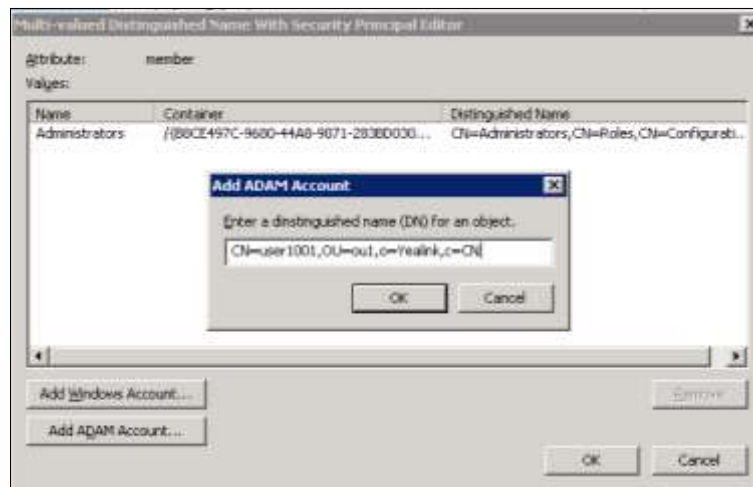 Multi-valued Distinguished Name With Security Principal Editor
Attribute: member
Values:
Name Container Distinguished Name
Administrators /{B8CE497C-9680-44A8-9071-283BD030... CN=Administrators,CN=Roles,CN=Configurati...
Add ADAM Account
Enter a dinstinguished name (DN) for an object.
CN=user1001,OU=ou1,o=Yealink,c=CN
OK Cancel
Add Windows Account... Remove
Add ADAM Account...
OK Cancel